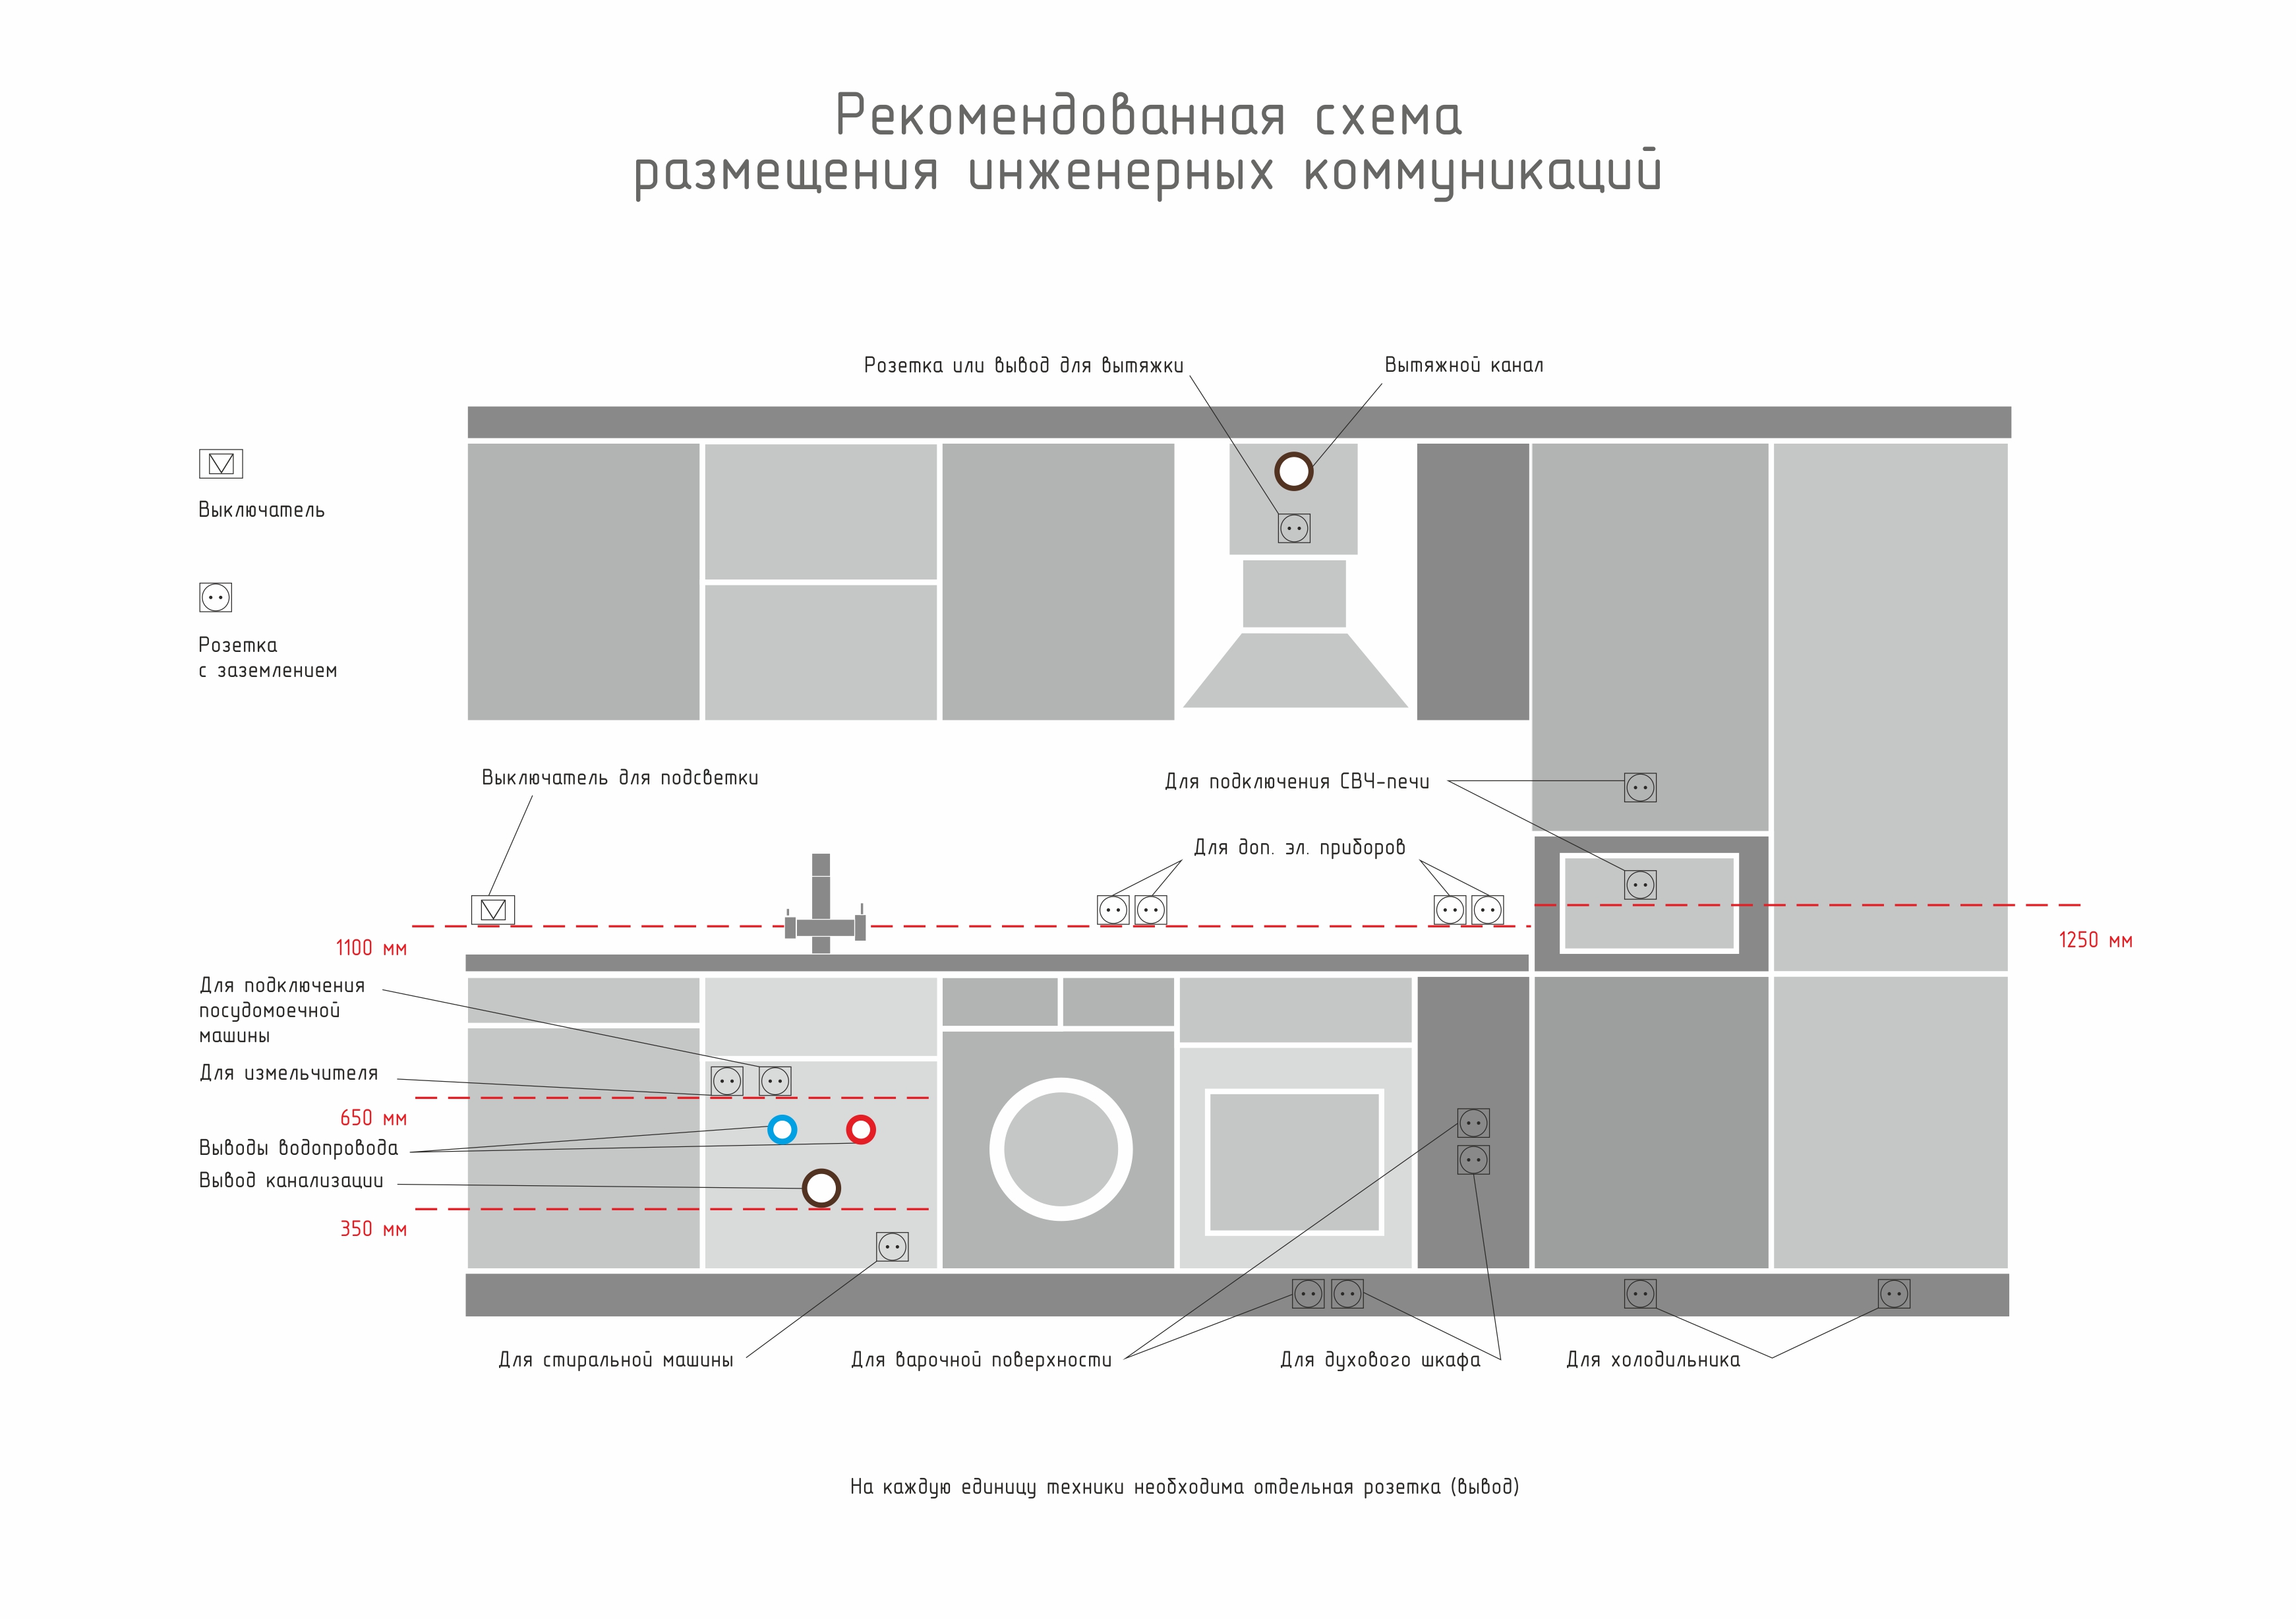 Рекомендованная схема
размещения инженерных коммуникаций
Розетка или вывод для вытяжки
Вытяжной канал
Выключатель
Розетка
с заземлением
Выключатель для подсветки
Для подключения СВЧ-печи
Для доп. эл. приборов
1100 мм
1250 мм
Для подключения
посудомоечной
машины
Для измельчителя
650 мм
Выводы водопровода
Вывод канализации
350 мм
Для стиральной машины
Для варочной поверхности
Для духового шкафа
Для холодильника
На каждую единицу техники необходима отдельная розетка (вывод)